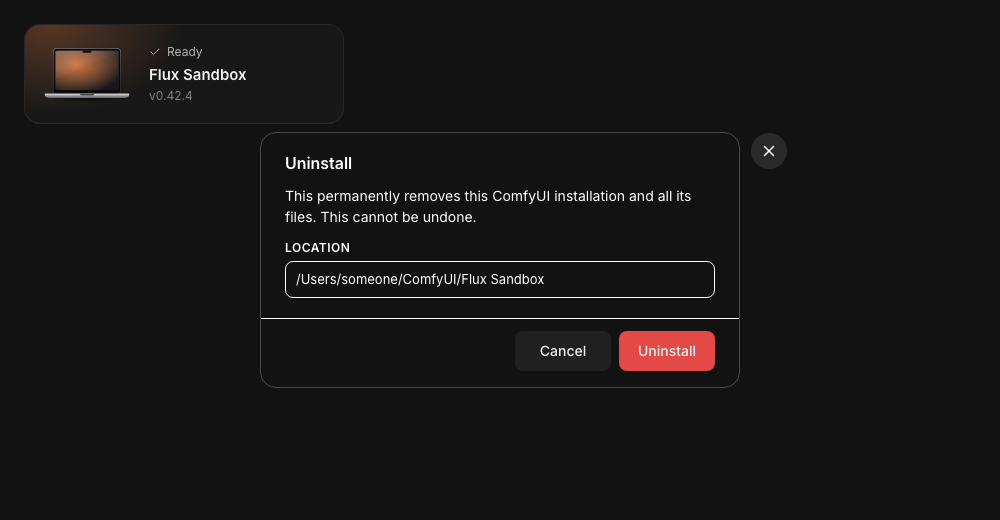 Ready
Flux Sandbox
v0.42.4
Uninstall
This permanently removes this ComfyUI installation and all its
files. This cannot be undone.
LOCATION
/Users/someone/ComfyUI/Flux Sandbox
Cancel
Uninstall